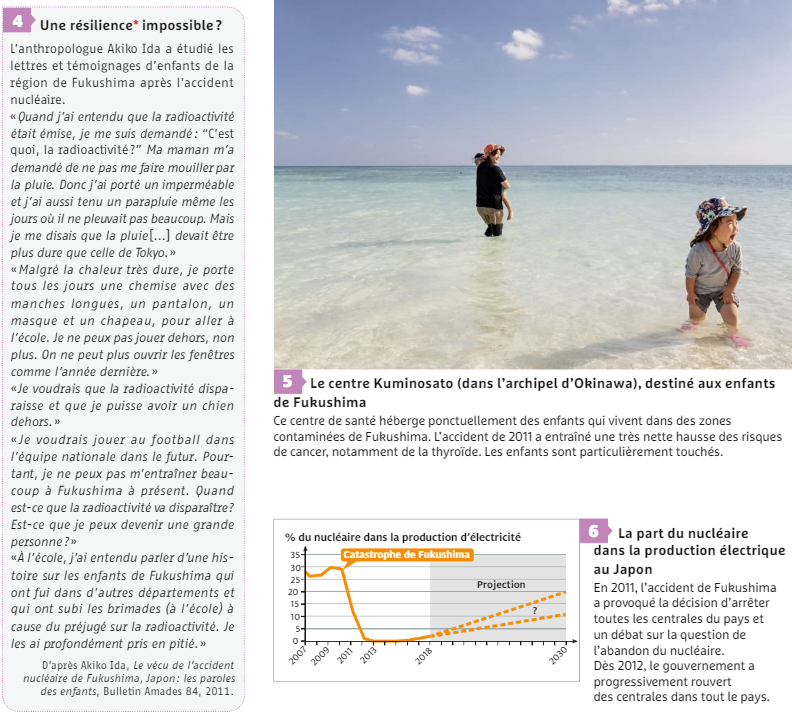 4 Une résilience* impossible ?
L'anthropologue Akiko Ida a étudié les
lettres et témoignages d'enfants de la
région de Fukushima après l'accident
nucléaire.
« Quand j'ai entendu que la radioactivité
était émise, je me suis demandé : "C'est
quoi, la radioactivité ?" Ma maman m'a
demandé de ne pas me faire mouiller par
la pluie. Donc j'ai porté un imperméable
et j'ai aussi tenu un parapluie même les
jours où il ne pleuvait pas beaucoup. Mais
je me disais que la pluie [...] devait être
plus dure que celle de Tokyo. »
« Malgré la chaleur très dure, je porte
tous les jours une chemise avec des
manches longues, un pantalon, un
masque et un chapeau, pour aller à
l'école. Je ne peux pas jouer dehors, non
plus. On ne peut plus ouvrir les fenêtres
comme l'année dernière. »
« Je voudrais que la radioactivité dispa-
raisse et que je puisse avoir un chien
dehors. »
« Je voudrais jouer au football dans
l'équipe nationale dans le futur. Pour-
tant, je ne peux pas m'entraîner beau-
coup à Fukushima à présent. Quand
est-ce que la radioactivité va disparaître ?
Est-ce que je peux devenir une grande
personne ? »
« À l'école, j'ai entendu parler d'une his-
toire sur les enfants de Fukushima qui
ont fui dans d'autres départements et
qui ont subi les brimades (à l'école) à
cause du préjugé sur la radioactivité. Je
les ai profondément pris en pitié. »
D'après Akiko Ida, Le vécu de l'accident
nucléaire de Fukushima, Japon : les paroles
des enfants, Bulletin Amades 84, 2011.
5 Le centre Kuminosato (dans l'archipel d'Okinawa), destiné aux enfants
de Fukushima
Ce centre de santé héberge ponctuellement des enfants qui vivent dans des zones
contaminées de Fukushima. L'accident de 2011 a entraîné une très nette hausse des risques
de cancer, notamment de la thyroïde. Les enfants sont particulièrement touchés.
% du nucléaire dans la production d'électricité
Catastrophe de Fukushima
Projection
?
35
30
25
20
15
10
5
0
2007
2009
2011
2013
2018
2030
6 La part du nucléaire
dans la production électrique
au Japon
En 2011, l'accident de Fukushima
a provoqué la décision d'arrêter
toutes les centrales du pays et
un débat sur la question de
l'abandon du nucléaire.
Dès 2012, le gouvernement a
progressivement rouvert
des centrales dans tout le pays.